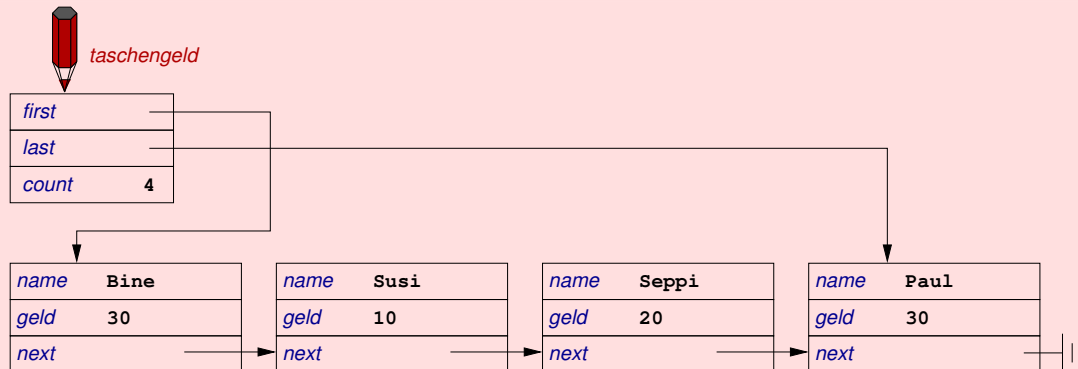 taschengeld
first
last
count 4
name Bine
geld 30
next
name Susi
geld 10
next
name Seppi
geld 20
next
name Paul
geld 30
next